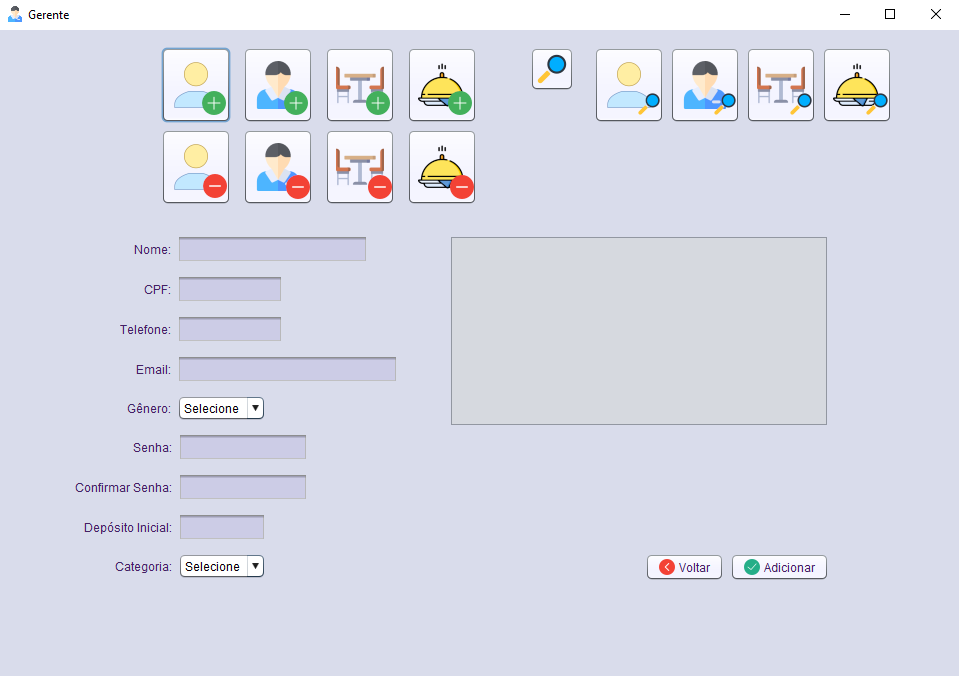 Gerente
Nome:
CPF:
Telefone:
Email:
Gênero: Selecione
Senha:
Confirmar Senha:
Depósito Inicial:
Categoria: Selecione
Voltar Adicionar